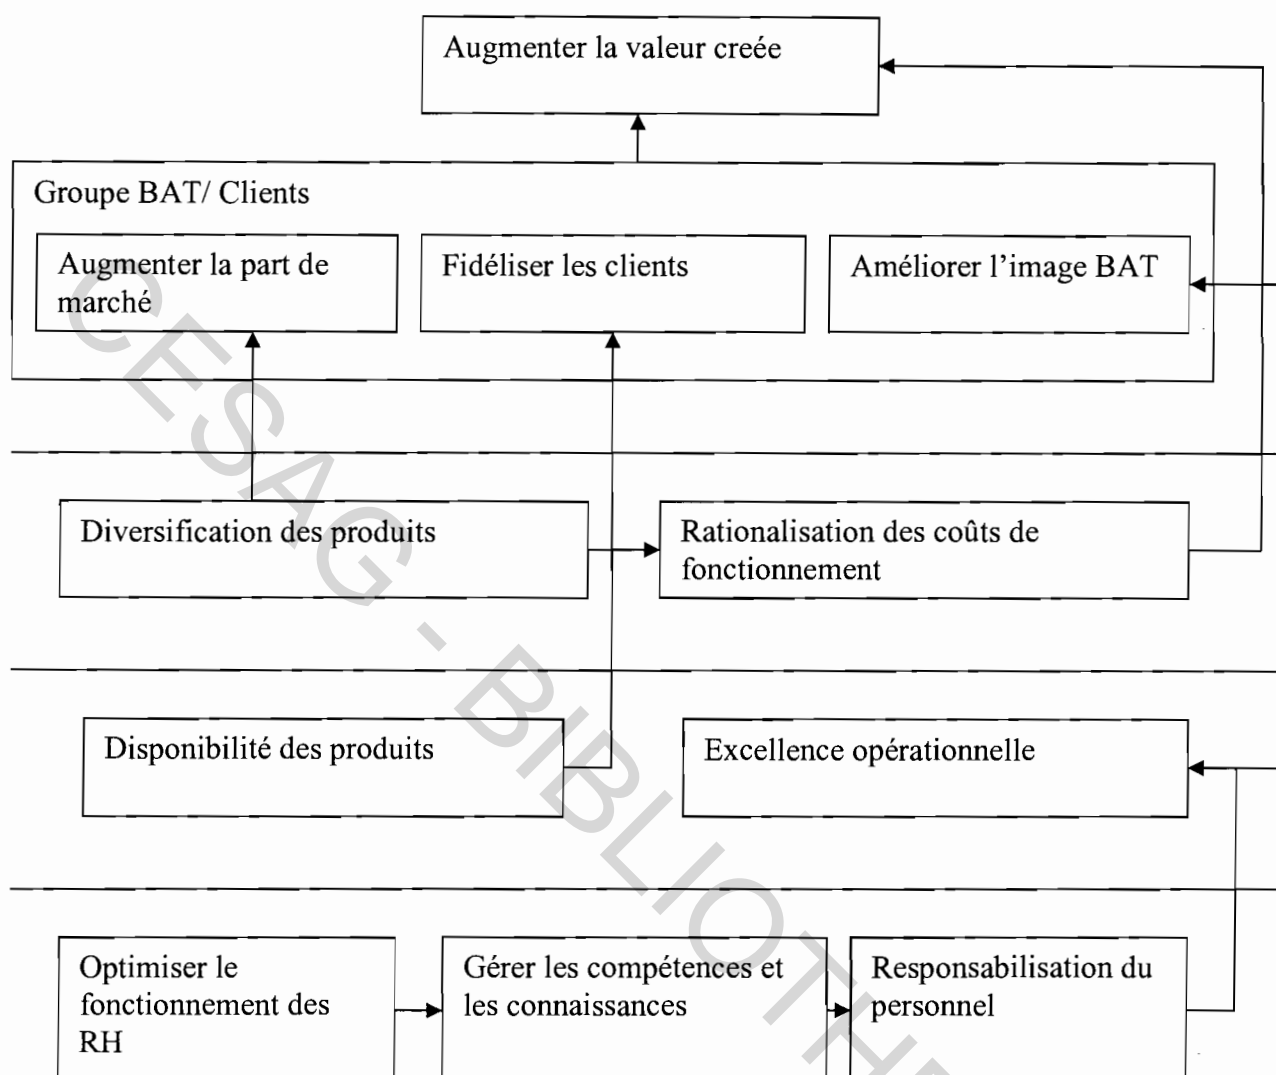 Augmenter la valeur creée
Groupe BAT/ Clients
Augmenter la part de
marché
Fidéliser les clients
Améliorer l’image BAT
Diversification des produits
Rationalisation des coûts de
fonctionnement
Disponibilité des produits
Excellence opérationnelle
Optimiser le
fonctionnement des
RH
Gérer les compétences et
les connaissances
Responsabilisation du
personnel
CESAG - BIBLIOTHE